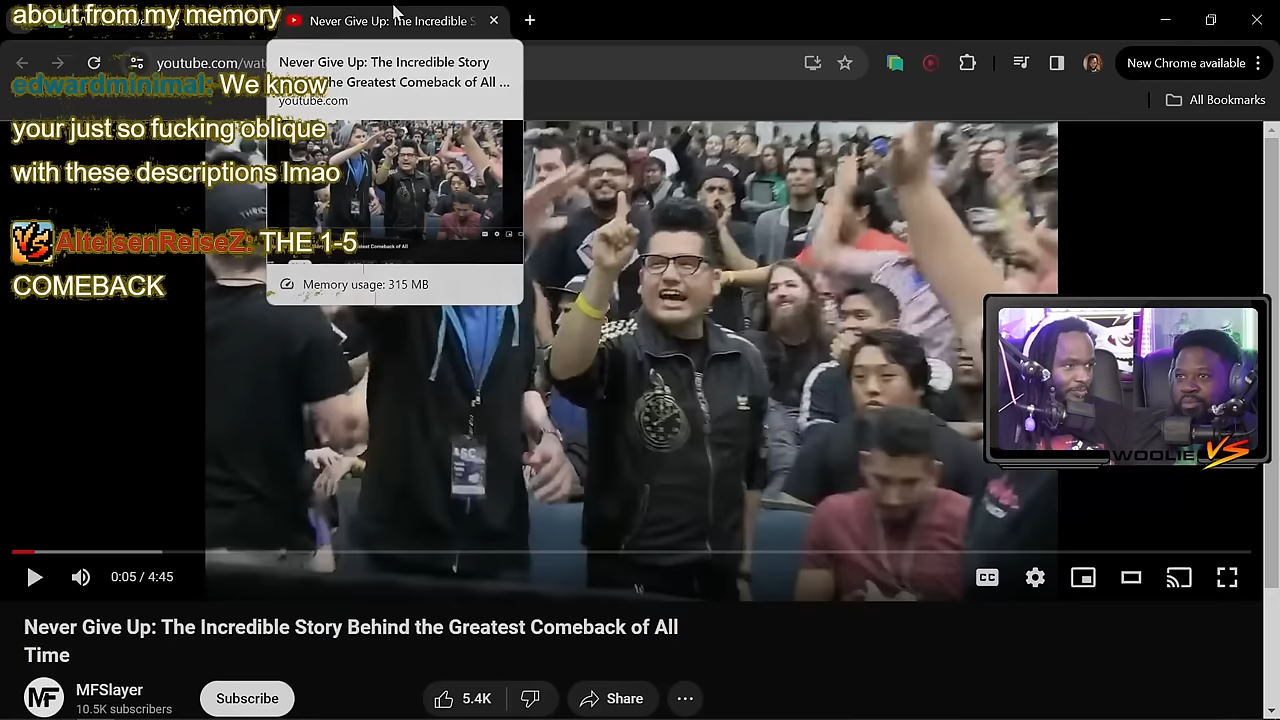 about from my memory
Never Give Up: The Incredible S
youtube.com/wat
New Chrome available
Never Give Up: The Incredible Story
the Greatest Comeback of All ...
youtube.com
All Bookmarks
edwardminimal: We know
your just so fucking oblique
with these descriptions lmao
AlteisenReiseZ: THE 1-5
COMEBACK
Memory usage: 315 MB
WOOLIE VS
0:05 / 4:45
CC
Never Give Up: The Incredible Story Behind the Greatest Comeback of All
Time
MF
MFSlayer
10.5K subscribers
Subscribe
5.4K
Share